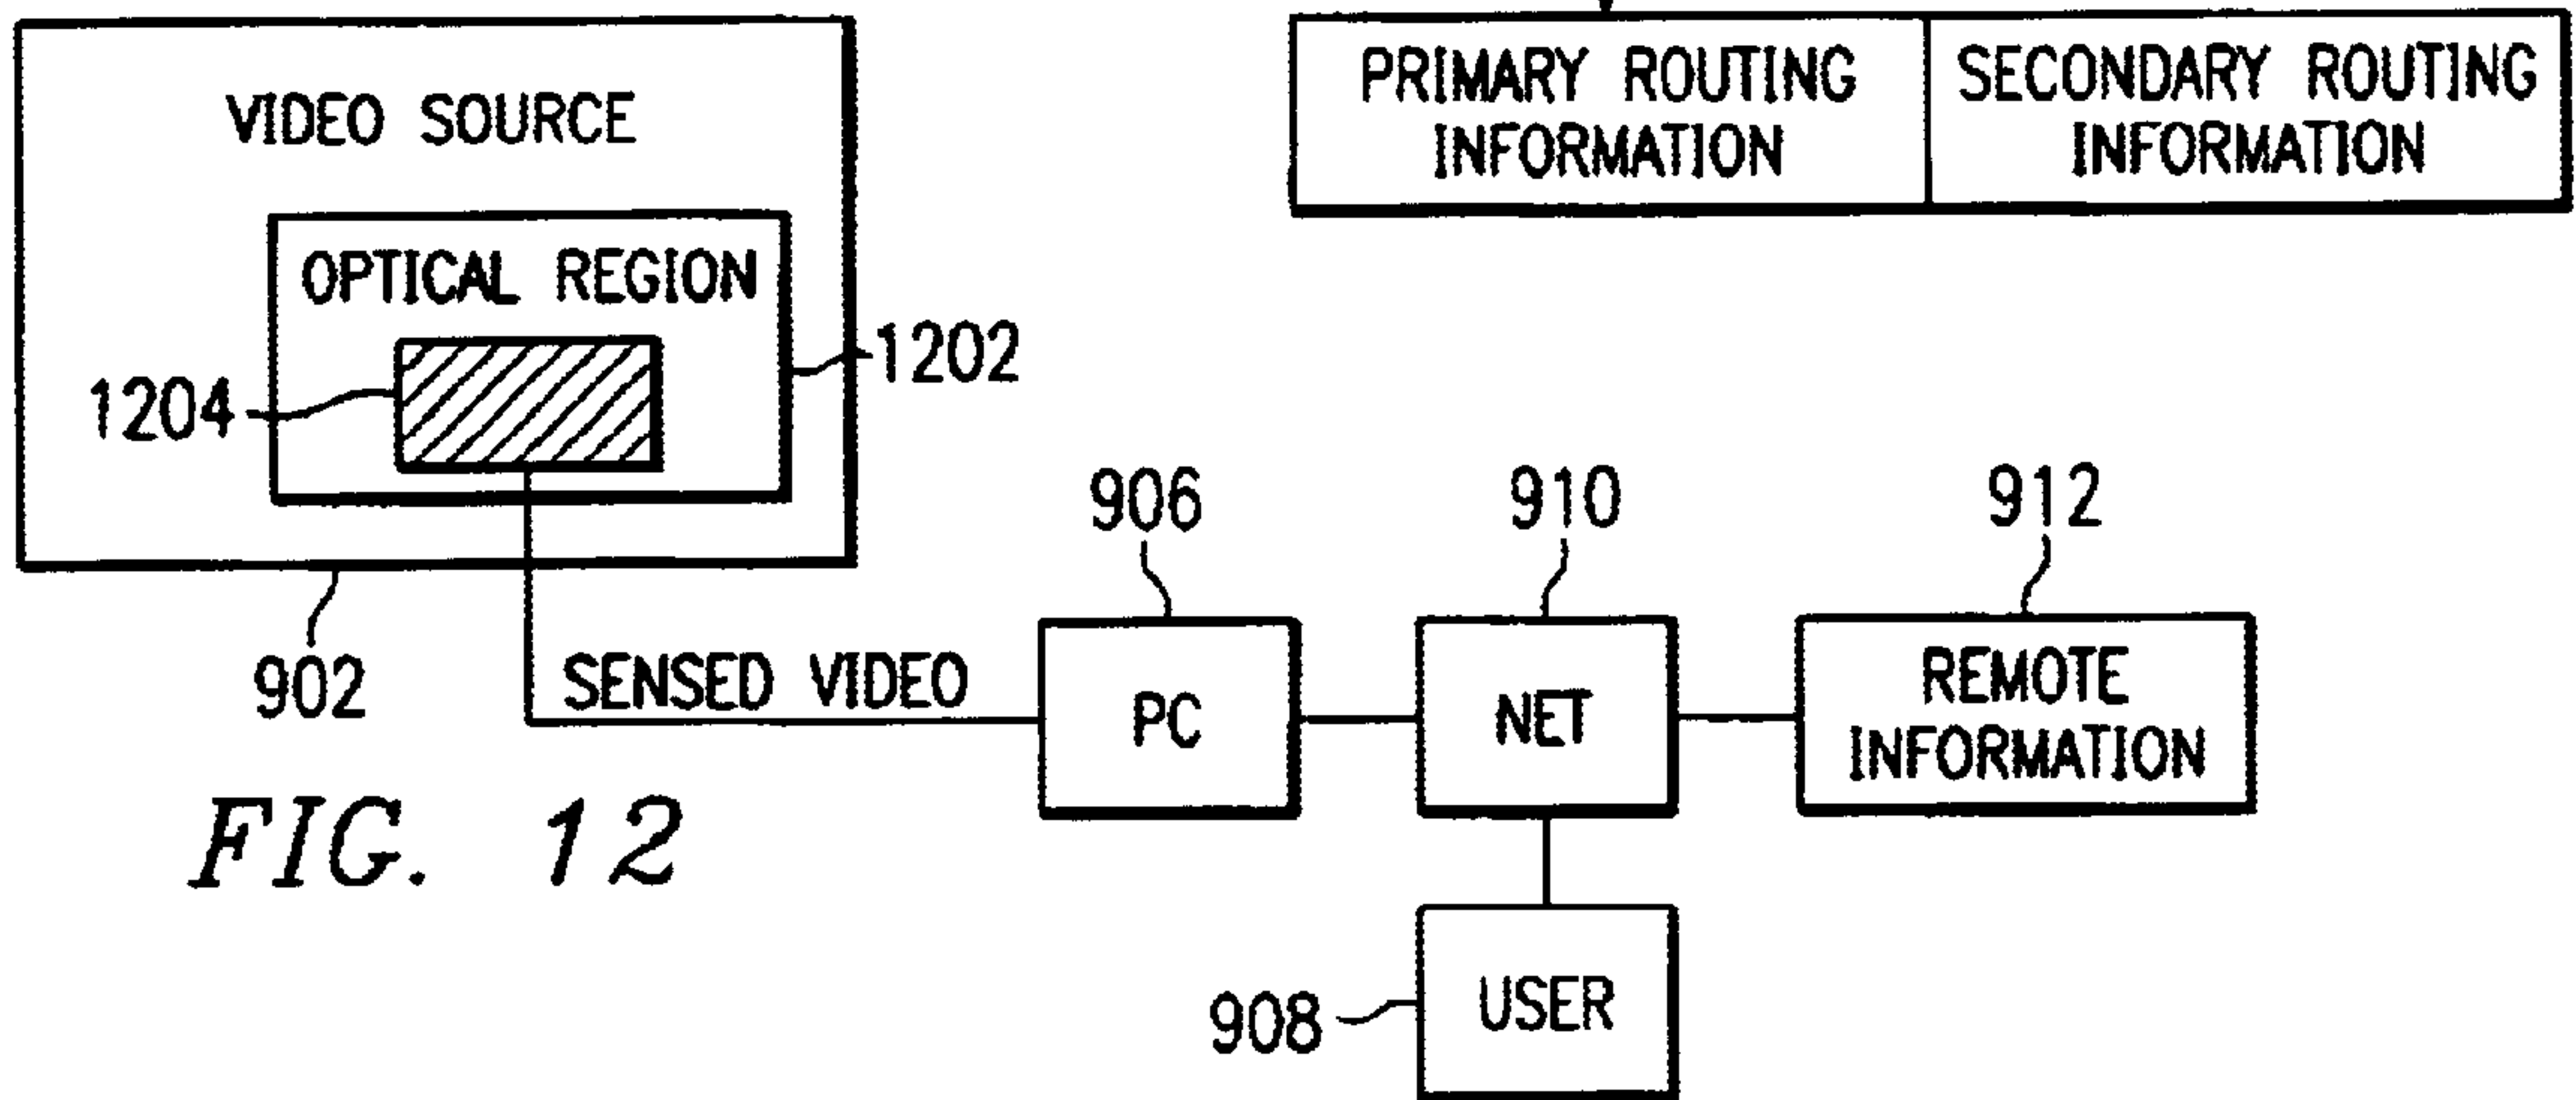 PRIMARY ROUTING
INFORMATION
SECONDARY ROUTING
INFORMATION
VIDEO SOURCE
OPTICAL REGION
1202
1204
902
SENSED VIDEO
906
PC
910
NET
912
REMOTE
INFORMATION
908
USER
FIG. 12